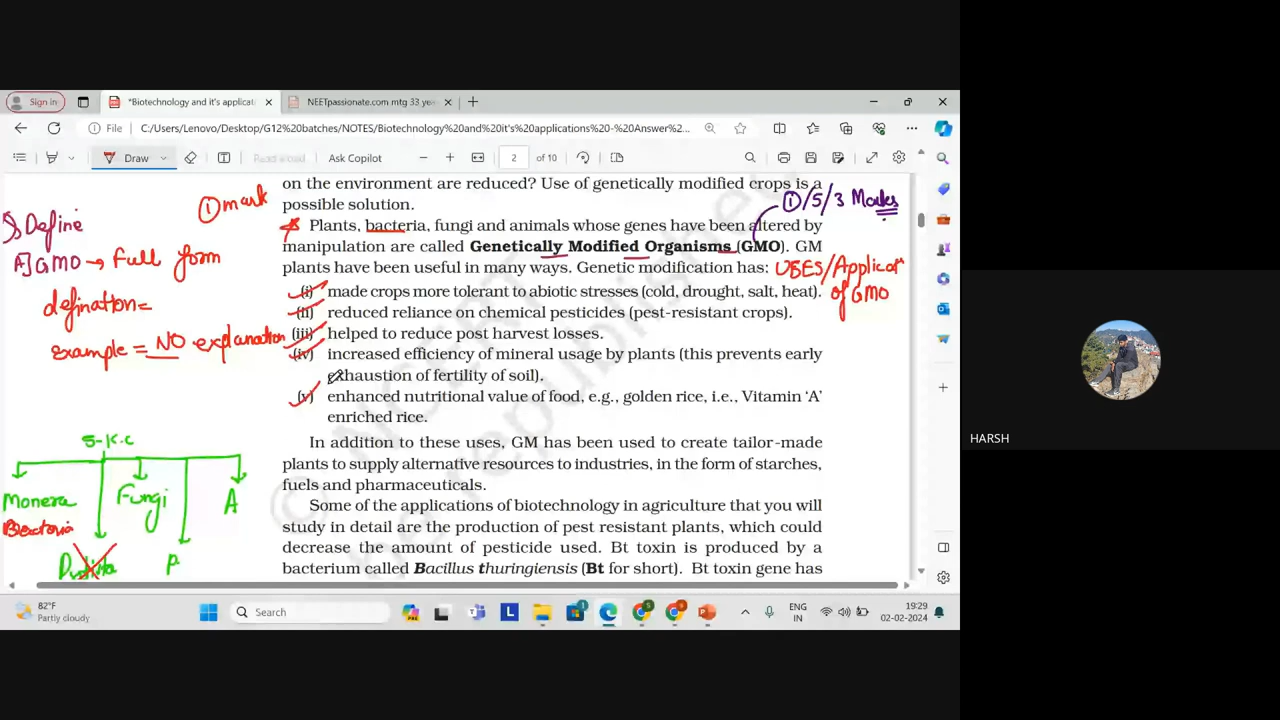 Sign in
*Biotechnology and it's applicati
NEETpassionate.com mtg 33 ye
File
C:/Users/Lenovo/Desktop/G12%20batches/NOTES/Biotechnology%20and%20it's%20applications%20-%20Answer%2...
Draw
Read aloud
Ask Copilot
2
of 10
on the environment are reduced? Use of genetically modified crops is a
possible solution.
① mark
①/5/3 Marks
Define
Plants, bacteria, fungi and animals whose genes have been altered by
manipulation are called Genetically Modified Organisms (GMO). GM
A] GMO → Full form
plants have been useful in many ways. Genetic modification has:
USES/Applicat
of GMO
(i) made crops more tolerant to abiotic stresses (cold, drought, salt, heat).
defination=
(ii) reduced reliance on chemical pesticides (pest-resistant crops).
(iii) helped to reduce post harvest losses.
example = NO explanation
(iv) increased efficiency of mineral usage by plants (this prevents early
exhaustion of fertility of soil).
(v) enhanced nutritional value of food, e.g., golden rice, i.e., Vitamin 'A'
enriched rice.
5-K.C
In addition to these uses, GM has been used to create tailor-made
plants to supply alternative resources to industries, in the form of starches,
fuels and pharmaceuticals.
Monera
Fungi
A
Bacteria
P
Some of the applications of biotechnology in agriculture that you will
study in detail are the production of pest resistant plants, which could
decrease the amount of pesticide used. Bt toxin is produced by a
bacterium called Bacillus thuringiensis (Bt for short). Bt toxin gene has
HARSH
82°F
Partly cloudy
Search
ENG
IN
19:29
02-02-2024